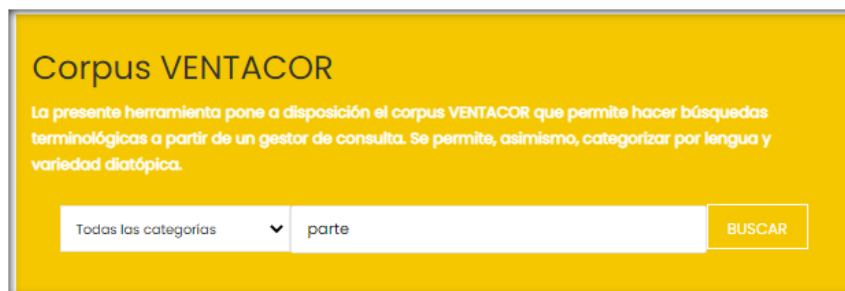 Corpus VENTACOR
La presente herramienta pone a disposición el corpus VENTACOR que permite hacer búsquedas
terminológicas a partir de un gestor de consulta. Se permite, asimismo, categorizar por lengua y
variedad diatópica.
Todas las categorías parte BUSCAR